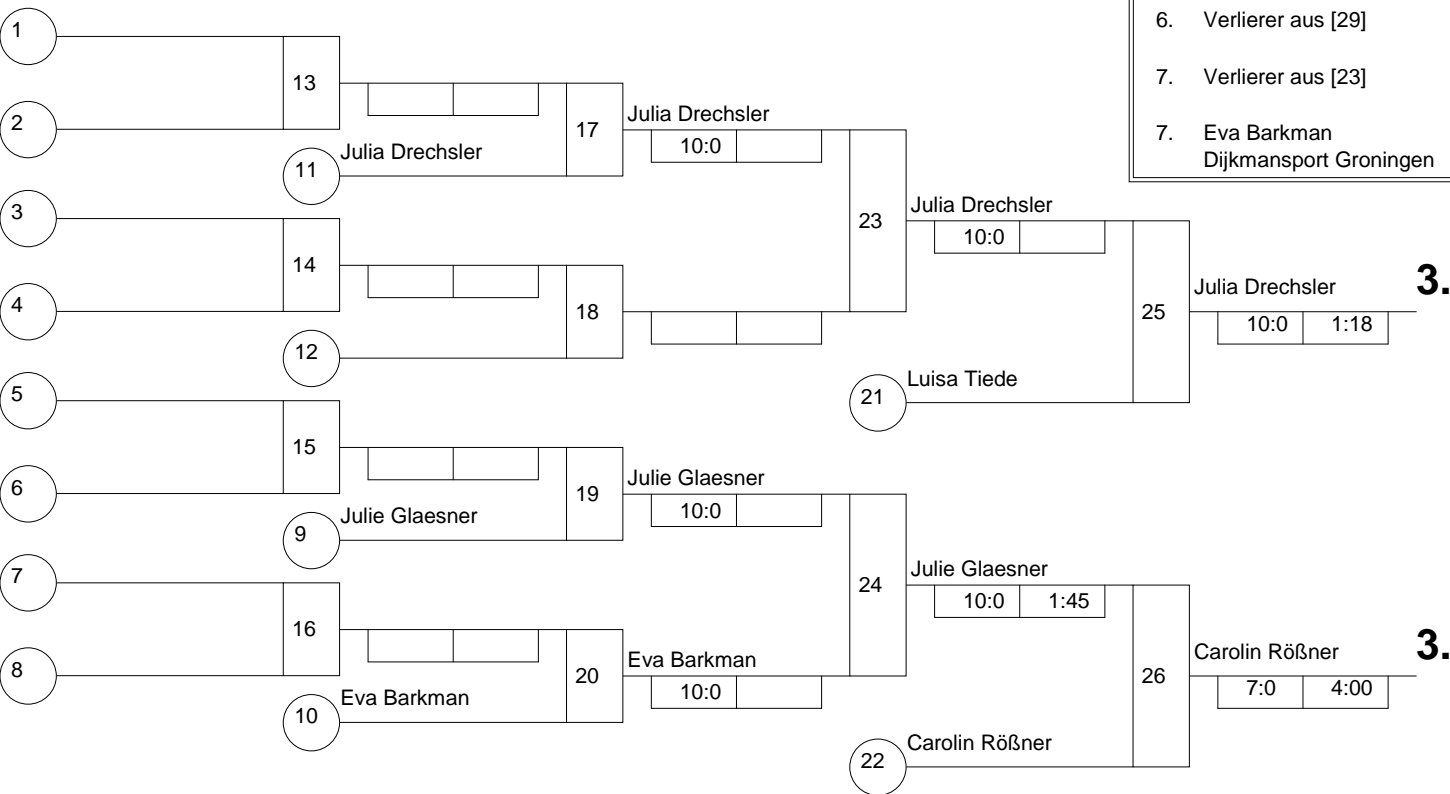 6. Verlierer aus [29]
7. Verlierer aus [23]
7. Eva Barkman
Dijkmansport Groningen
1
2
13
11 Julia Drechsler
17
Julia Drechsler
10:0
3
4
14
12
18
23
Julia Drechsler
10:0
21 Luisa Tiede
25
Julia Drechsler
10:0 1:18
3.
5
6
15
9 Julie Glaesner
19
Julie Glaesner
10:0
7
8
16
10 Eva Barkman
20
Eva Barkman
10:0
24
Julie Glaesner
10:0 1:45
22 Carolin Rößner
26
Carolin Rößner
7:0 4:00
3.